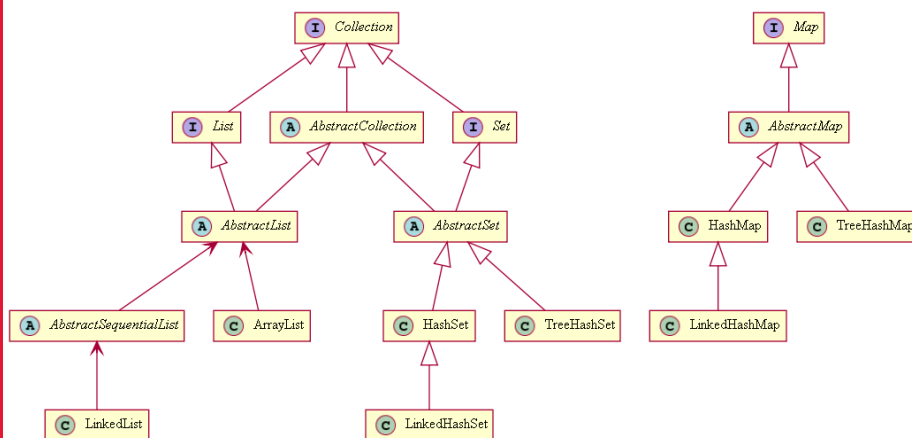 I Collection
I Map
I List
A AbstractCollection
I Set
A AbstractMap
A AbstractList
A AbstractSet
C HashMap
C TreeHashMap
A AbstractSequentialList
C ArrayList
C HashSet
C TreeHashSet
C LinkedHashMap
C LinkedList
C LinkedHashSet